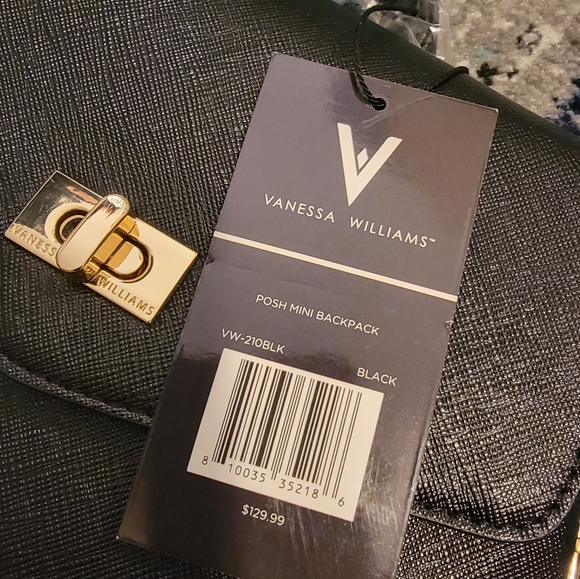 VANESSA WILLIAMS™
POSH MINI BACKPACK
VW-210BLK
BLACK
8 10035 35218 6
$129.99
VANESSA WILLIAMS